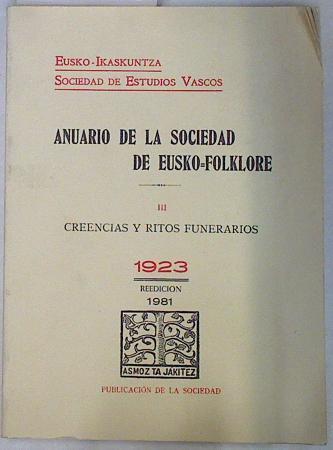 Eusko-Ikaskuntza
Sociedad de Estudios Vascos
ANUARIO DE LA SOCIEDAD
DE EUSKO=FOLKLORE
III
CREENCIAS Y RITOS FUNERARIOS
1923
REEDICION
1981
ASMOZ TA JAKITEZ
PUBLICACIÓN DE LA SOCIEDAD